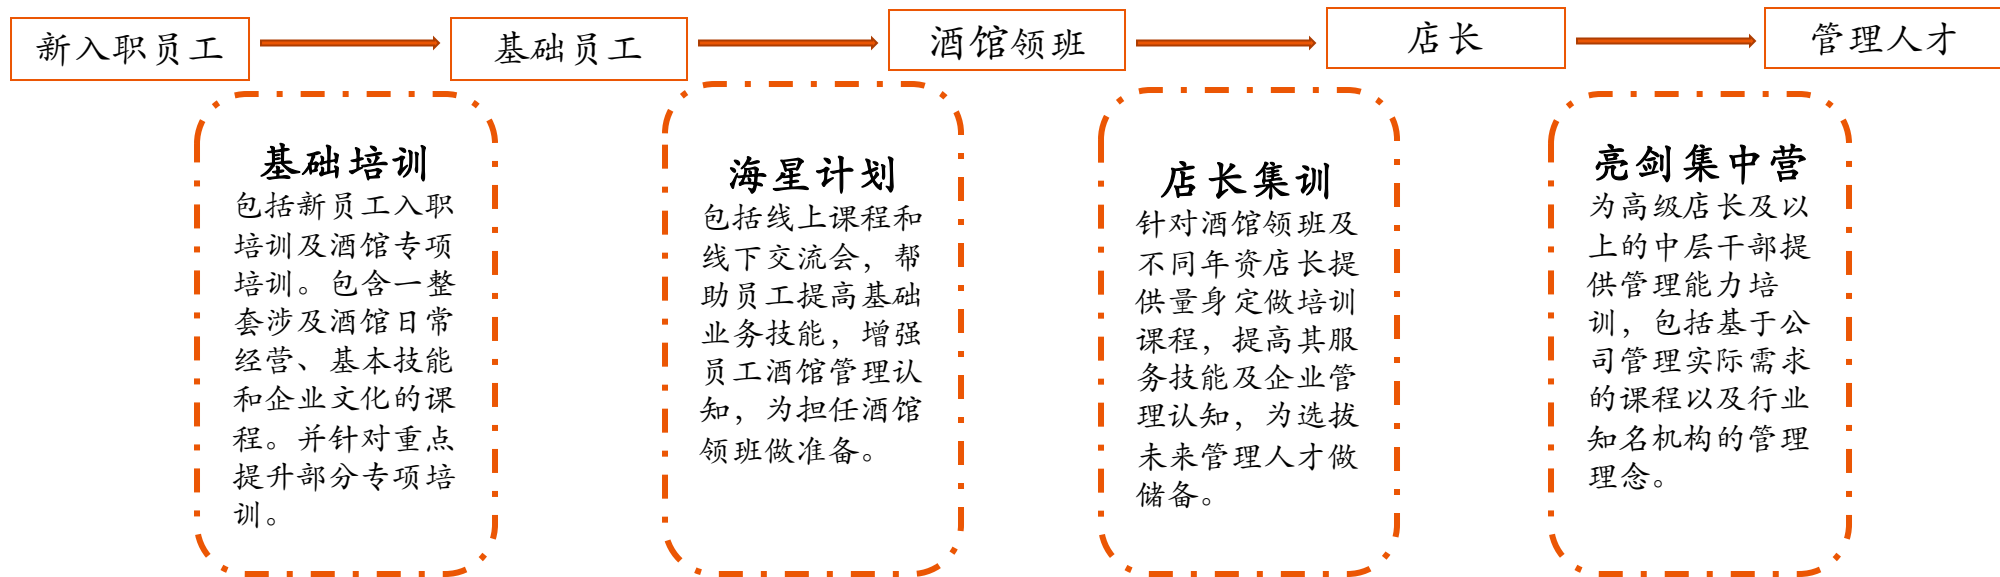 新入职员工
基础员工
酒馆领班
店长
管理人才
基础培训
包括新员工入职
培训及酒馆专项
培训。包含一整
套涉及酒馆日常
经营、基本技能
和企业文化的课
程。并针对重点
提升部分专项培
训。
海星计划
包括线上课程和
线下交流会，帮
助员工提高基础
业务技能，增强
员工酒馆管理认
知，为担任酒馆
领班做准备。
店长集训
针对酒馆领班及
不同年资店长提
供量身定做培训
课程，提高其服
务技能及企业管
理认知，为选拔
未来管理人才做
储备。
亮剑集中营
为高级店长及以
上的中层干部提
供管理能力培
训，包括基于公
司管理实际需求
的课程以及行业
知名机构的管理
理念。